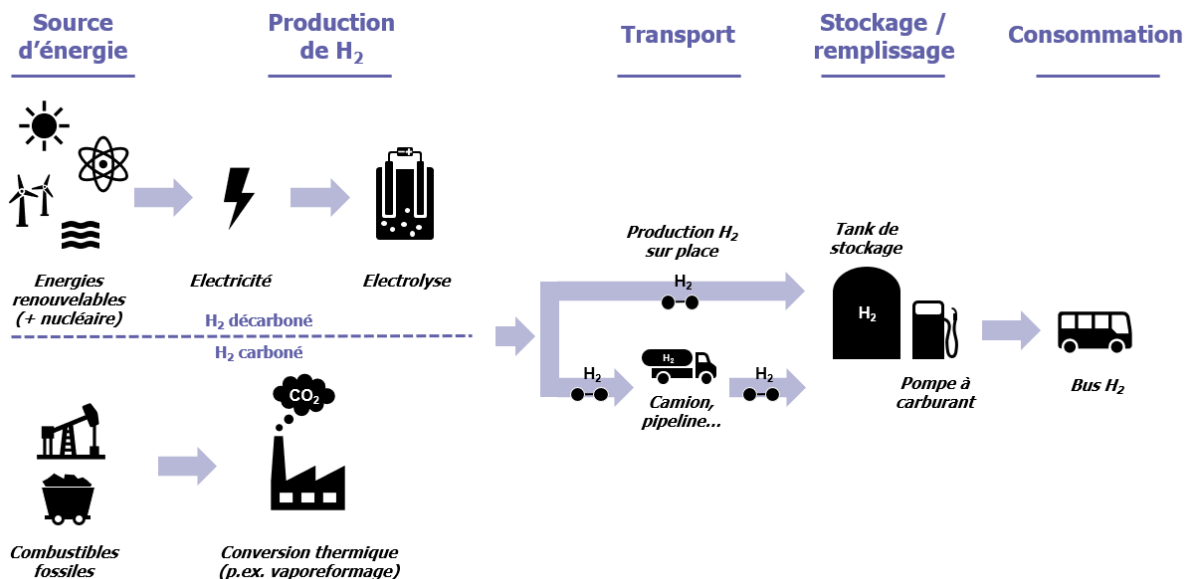 Source
d'énergie
Production
de H₂
Transport
Stockage /
remplissage
Consommation
Energies
renouvelables
(+ nucléaire)
Electricité
Electrolyse
H₂ décarboné
H₂ carboné
CO₂
Combustibles
fossiles
Conversion thermique
(p.ex. vaporeformage)
Production H₂
sur place
H₂
H₂
H₂
Camion,
pipeline...
H₂
Tank de
stockage
H₂
Pompe à
carburant
Bus H₂